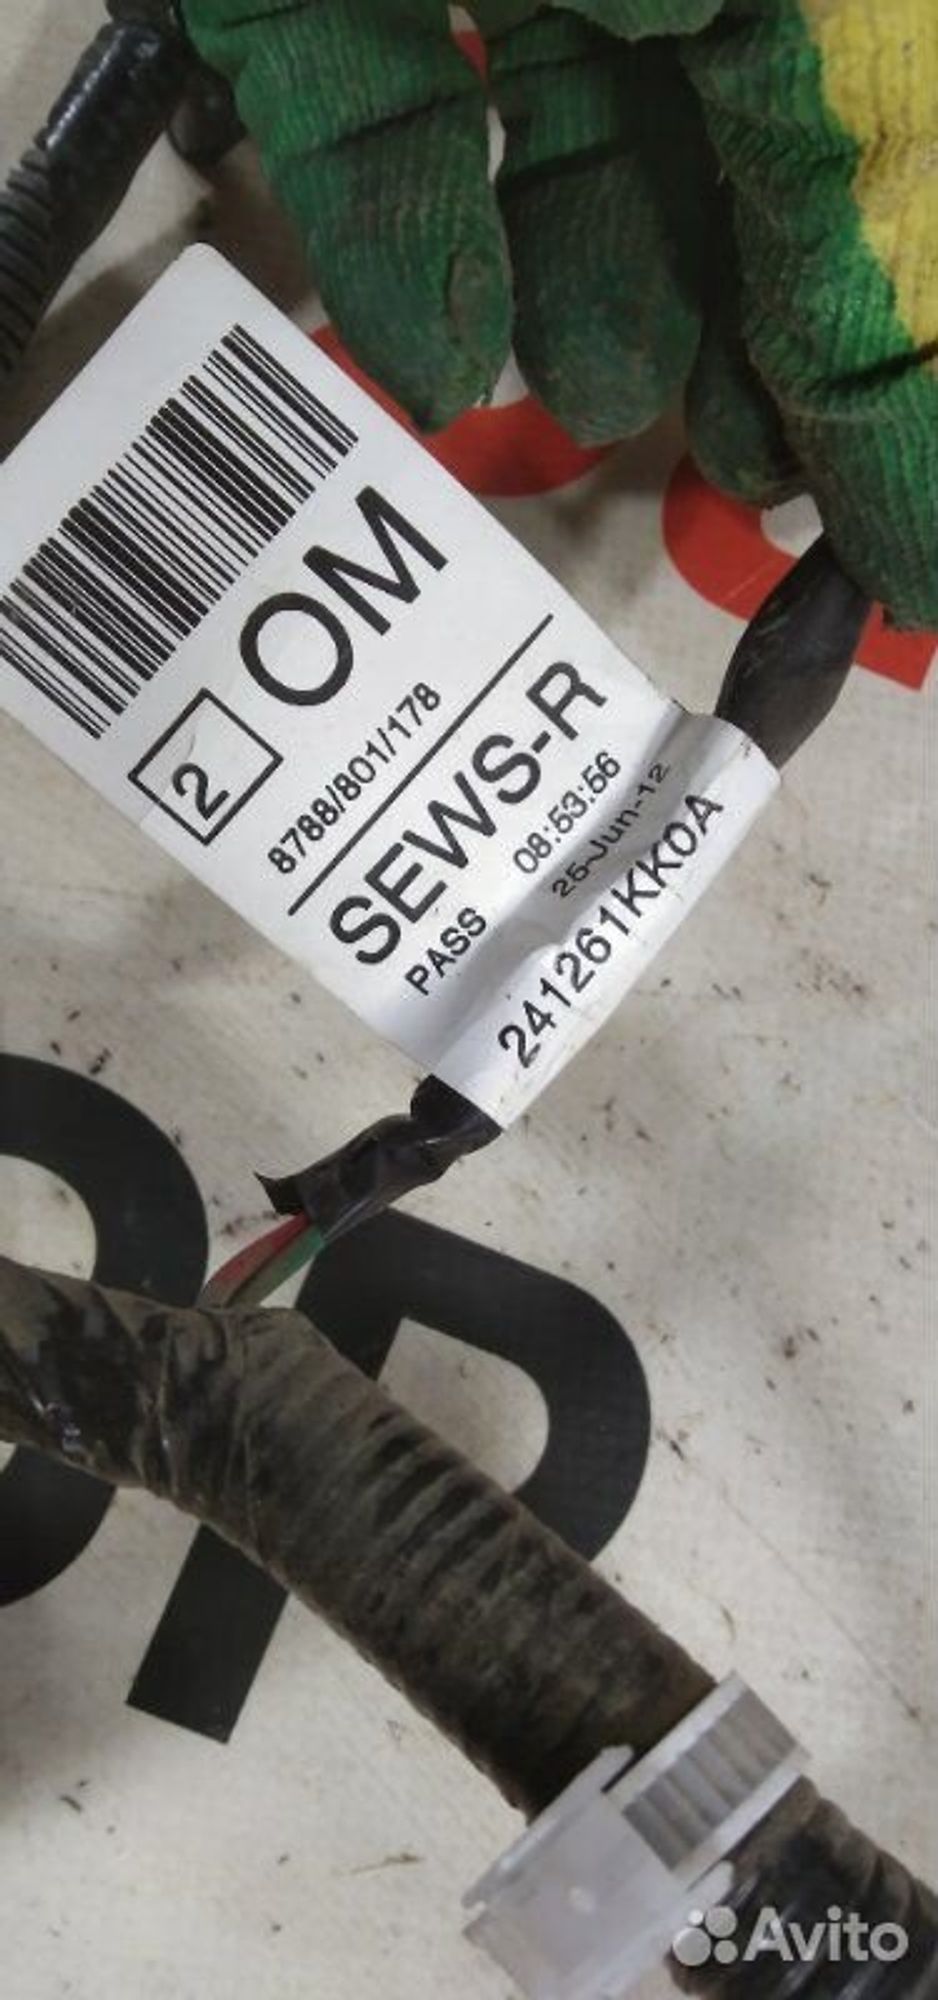 OM
2
8788/801/178
SEWS-R
PASS 08:53:56
25-Jun-12
241261KK0A
Avito